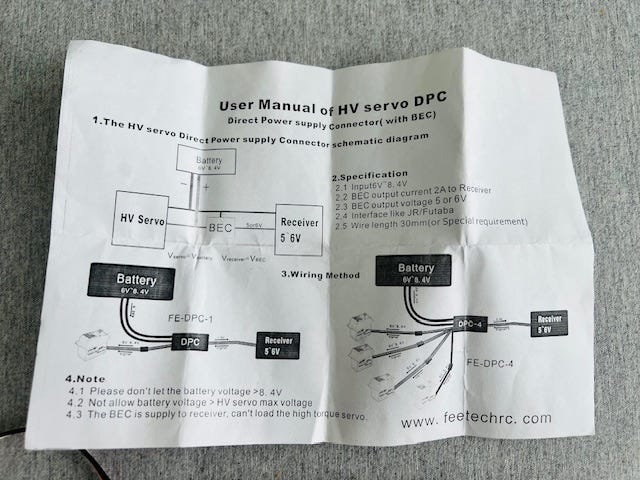 User Manual of HV servo DPC
Direct Power supply Connector(with BEC)
1.The HV servo Direct Power supply Connector schematic diagram
Battery
6V~8.4V
- +
HV Servo
BEC
5or6V
Receiver
5~6V
Vservo=Vbattery Vreceiver=VBEC
2.Specification
2.1 Input6V~8.4V
2.2 BEC output current 2A to Receiver
2.3 BEC output voltage 5 or 6V
2.4 Interface like JR/Futaba
2.5 Wire length 30mm(or Special requirement)
3.Wiring Method
Battery
6V~8.4V
FE-DPC-1
DPC
Receiver
5~6V
Battery
6V~8.4V
DPC-4
Receiver
5~6V
FE-DPC-4
4.Note
4.1 Please don't let the battery voltage >8.4V
4.2 Not allow battery voltage > HV servo max voltage
4.3 The BEC is supply to receiver, can't load the high torque servo.
www.feetechrc.com